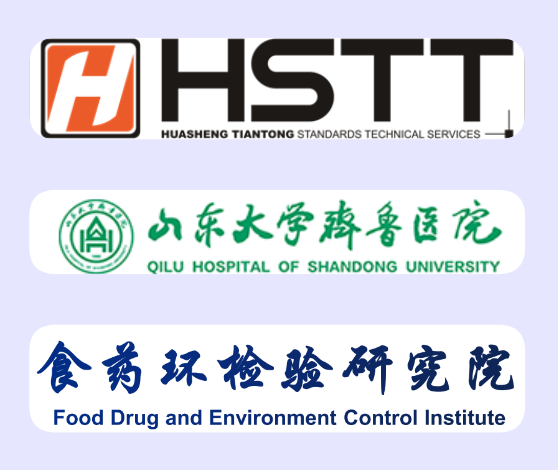 H HSTT
HUASHENG TIANTONG STANDARDS TECHNICAL SERVICES
山东大学齊鲁医院
QILU HOSPITAL OF SHANDONG UNIVERSITY
食药环检验研究院
Food Drug and Environment Control Institute